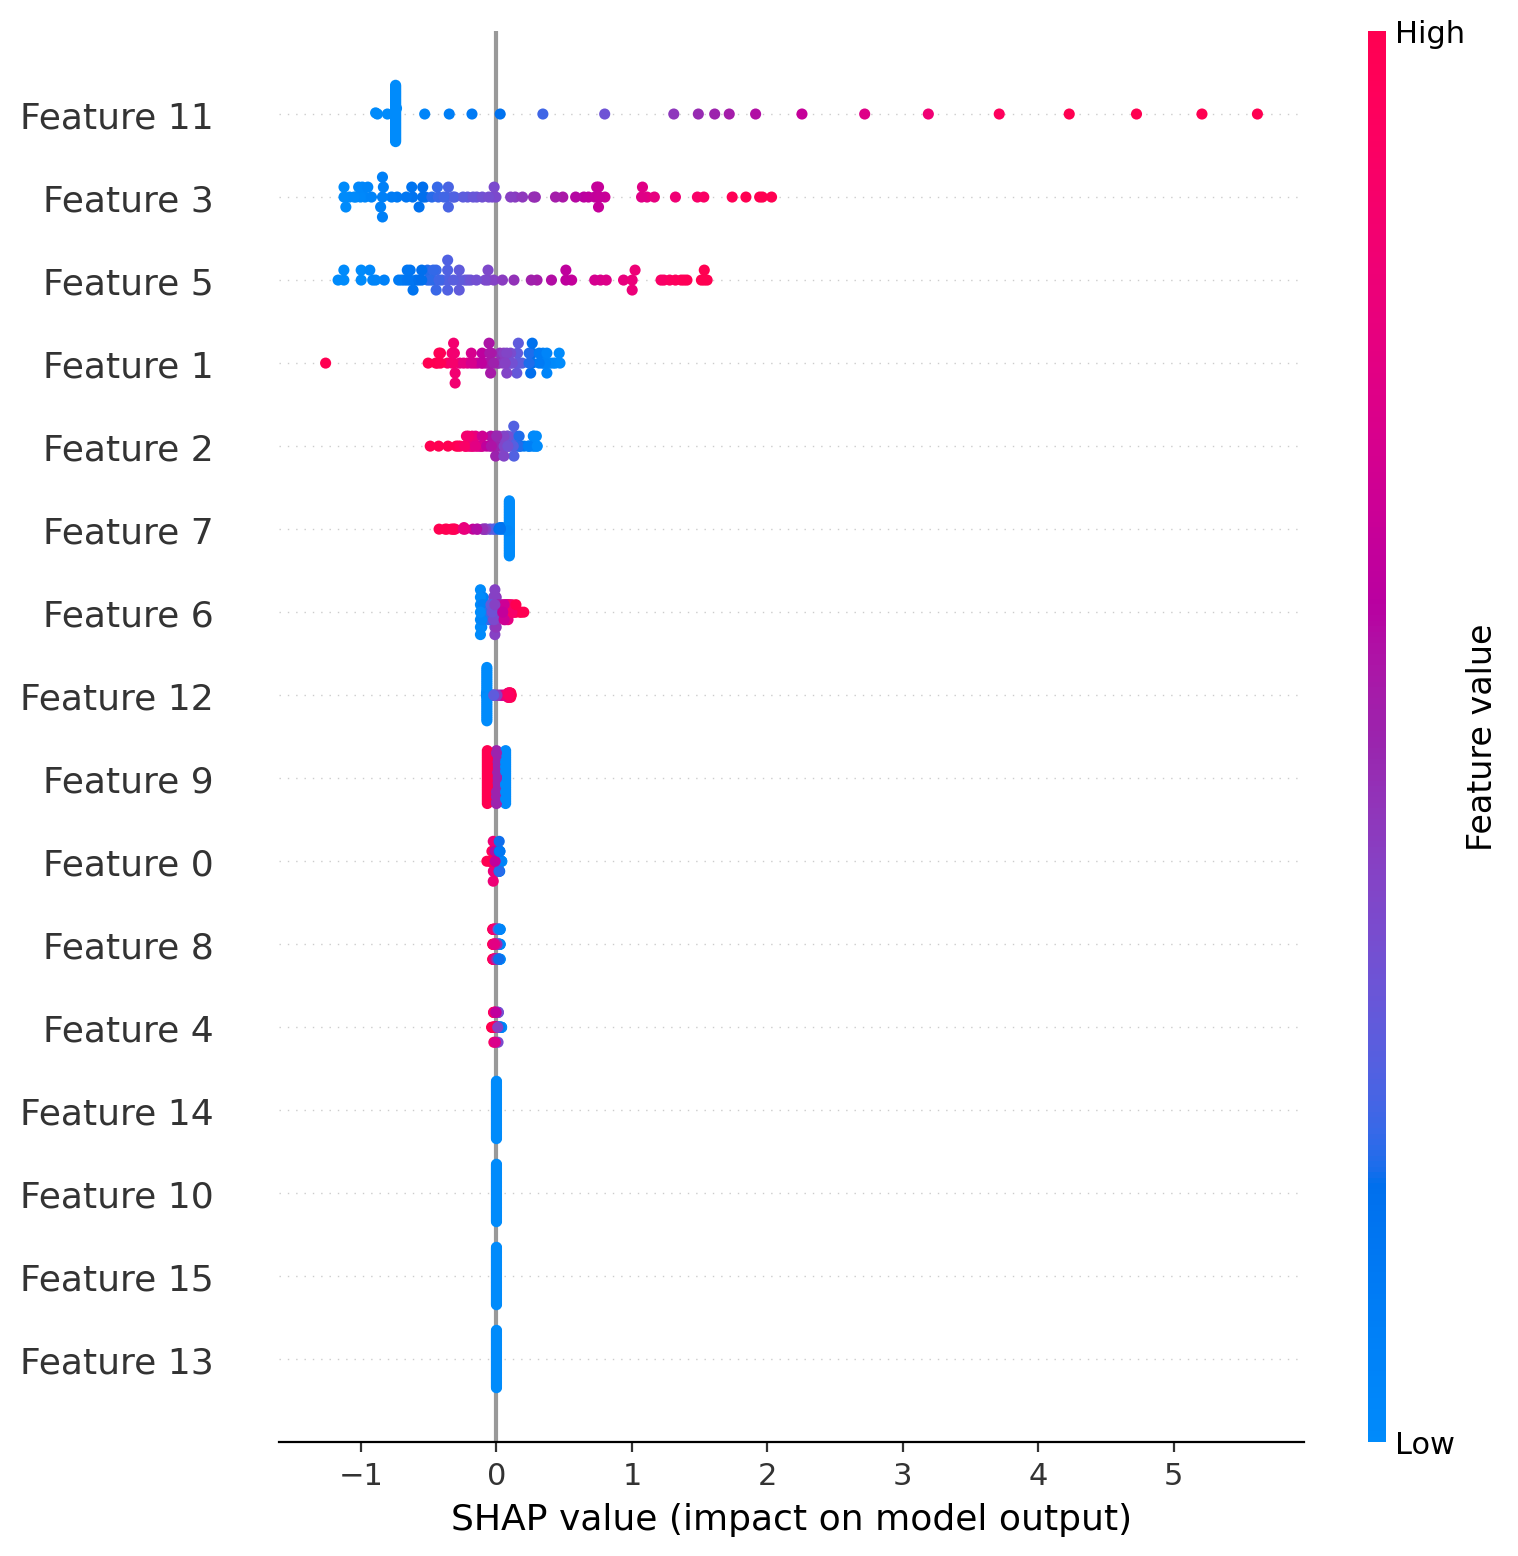 High
Feature 11
Feature 3
Feature 5
Feature 1
Feature 2
Feature 7
Feature 6
Feature 12
Feature 9
Feature 0
Feature 8
Feature 4
Feature 14
Feature 10
Feature 15
Feature 13
Feature value
Low
−1 0 1 2 3 4 5
SHAP value (impact on model output)